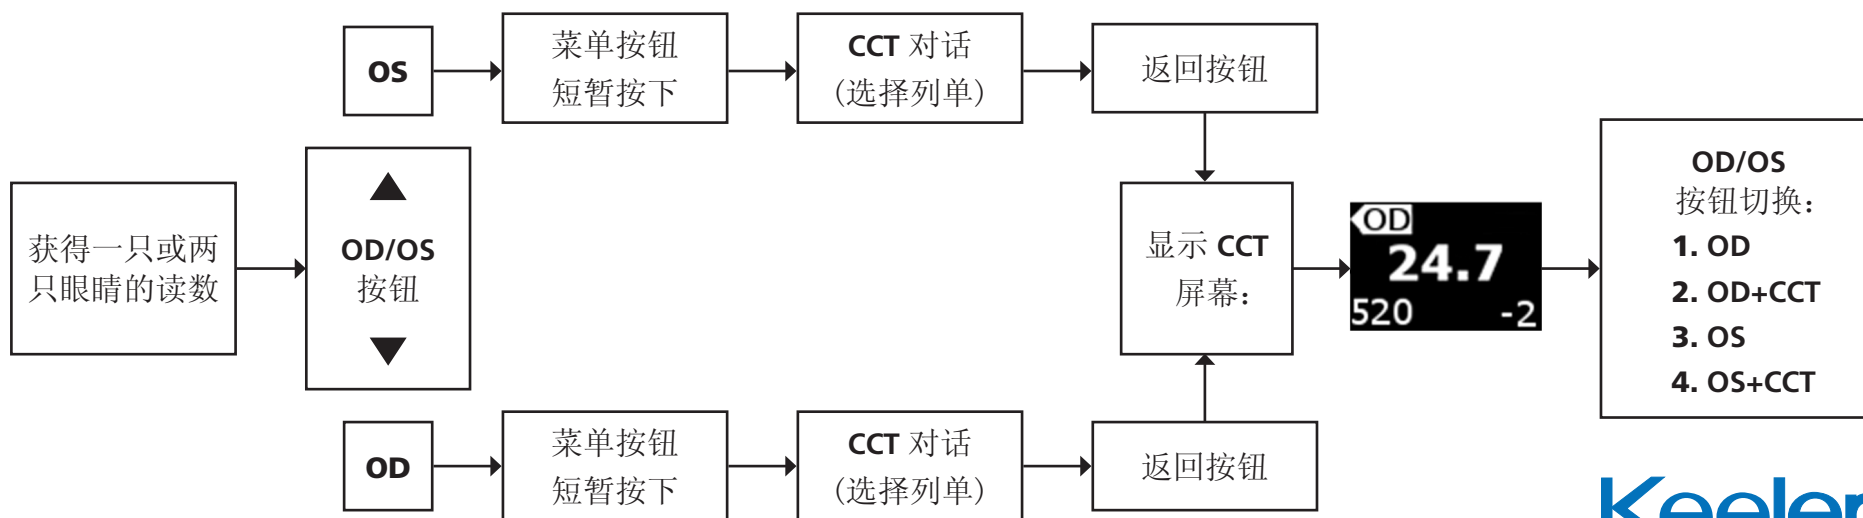 OS
菜单按钮
短暂按下
CCT 对话
(选择列单)
返回按钮
获得一只或两
只眼睛的读数
OD/OS
按钮
显示 CCT
屏幕：
OD
24.7
520 -2
OD/OS
按钮切换：
1. OD
2. OD+CCT
3. OS
4. OS+CCT
OD
菜单按钮
短暂按下
CCT 对话
(选择列单)
返回按钮
Keeler